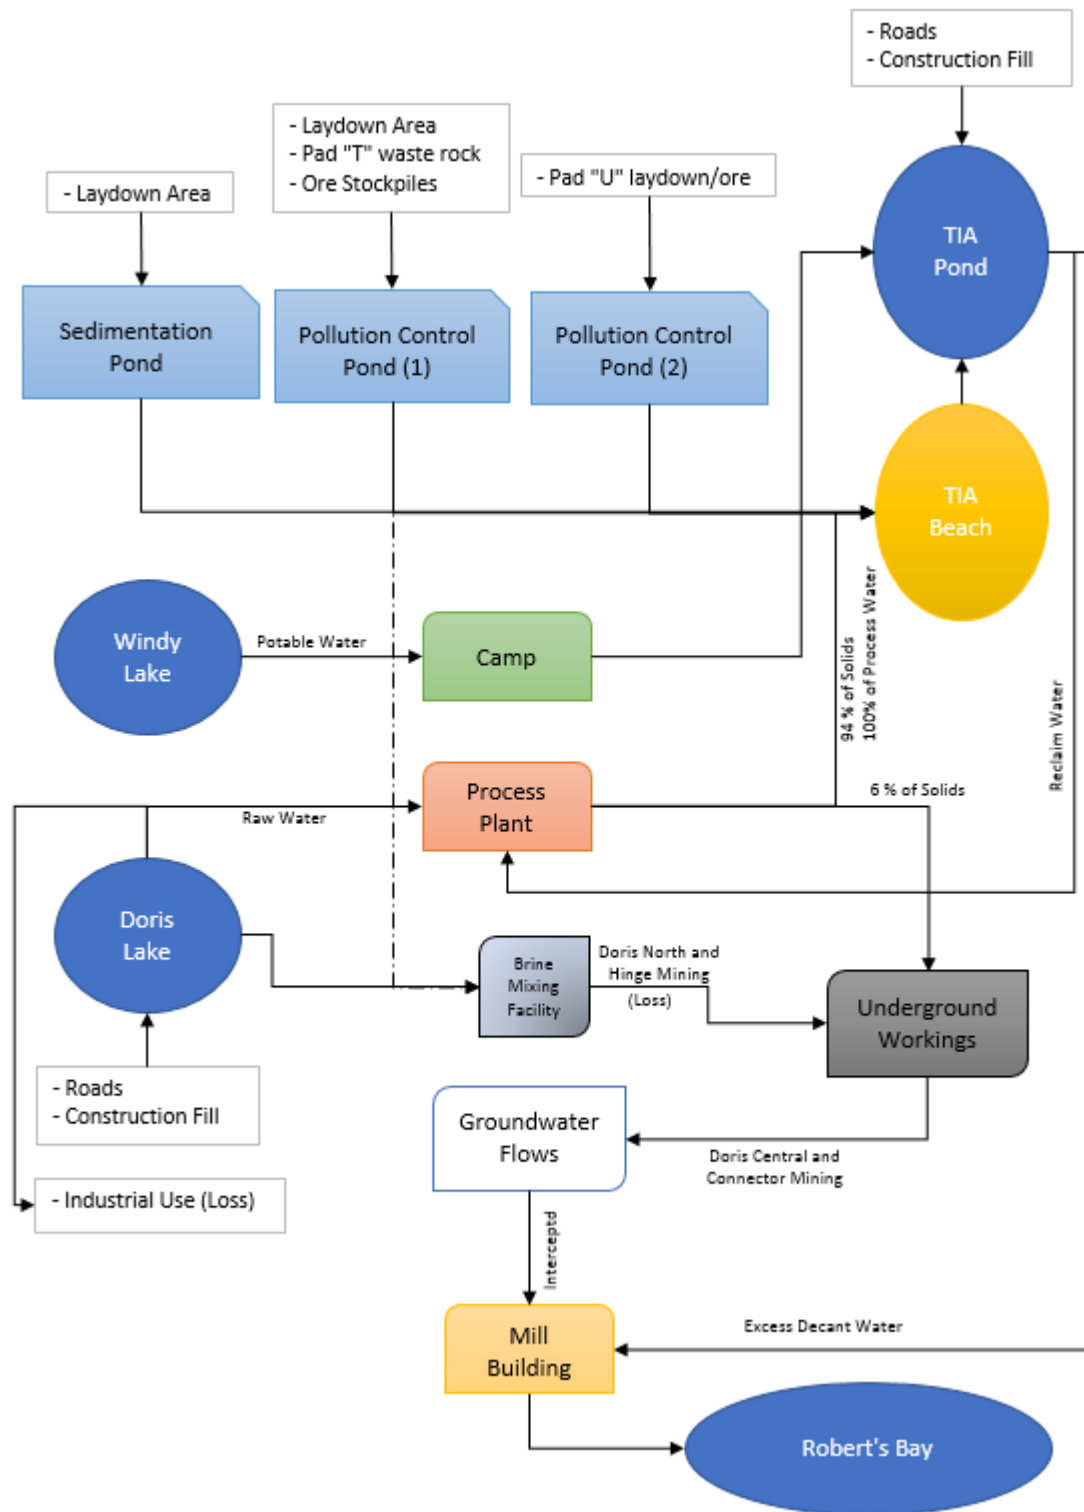 - Roads
- Construction Fill
- Laydown Area
- Pad "T" waste rock
- Ore Stockpiles
- Pad "U" laydown/ore
- Laydown Area
TIA
Pond
Sedimentation
Pond
Pollution Control
Pond (1)
Pollution Control
Pond (2)
TIA
Beach
Windy
Lake
Potable Water
Camp
94 % of Solids
100% of Process Water
Reclaim Water
Process
Plant
6 % of Solids
Raw Water
Doris
Lake
Brine
Mixing
Facility
Doris North and
Hinge Mining
(Loss)
Underground
Workings
- Roads
- Construction Fill
Groundwater
Flows
Doris Central and
Connector Mining
- Industrial Use (Loss)
Interceptd
Mill
Building
Excess Decant Water
Robert's Bay